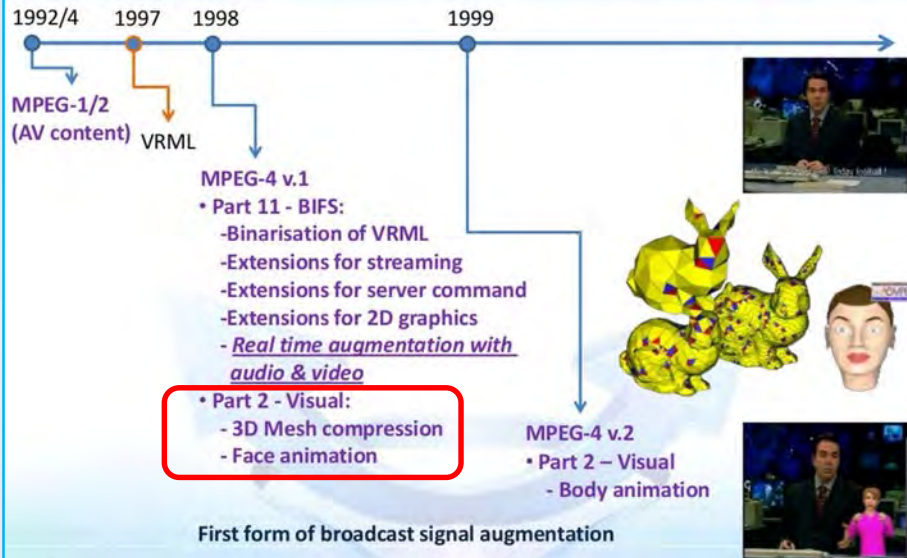 1992/4 1997 1998 1999
MPEG-1/2
(AV content)
VRML
MPEG-4 v.1
• Part 11 - BIFS:
-Binarisation of VRML
-Extensions for streaming
-Extensions for server command
-Extensions for 2D graphics
- Real time augmentation with
audio & video
• Part 2 - Visual:
- 3D Mesh compression
- Face animation
MPEG-4 v.2
• Part 2 – Visual
- Body animation
First form of broadcast signal augmentation